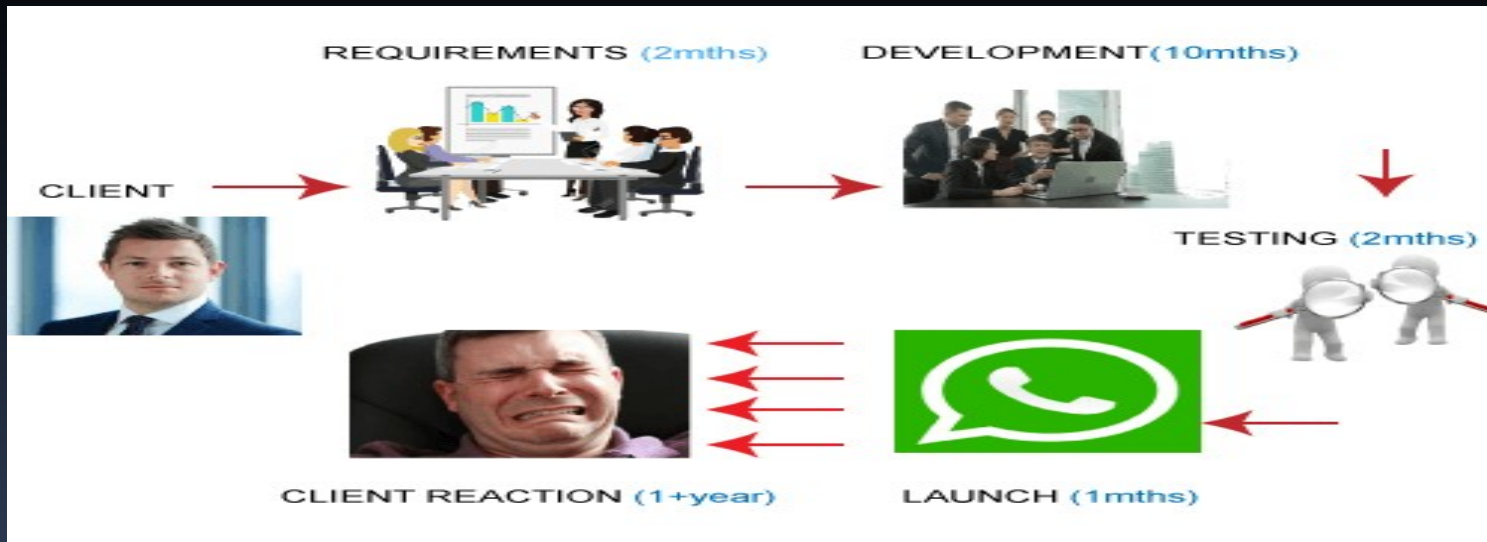 REQUIREMENTS (2mths)
DEVELOPMENT(10mths)
CLIENT
TESTING (2mths)
CLIENT REACTION (1+year)
LAUNCH (1mths)